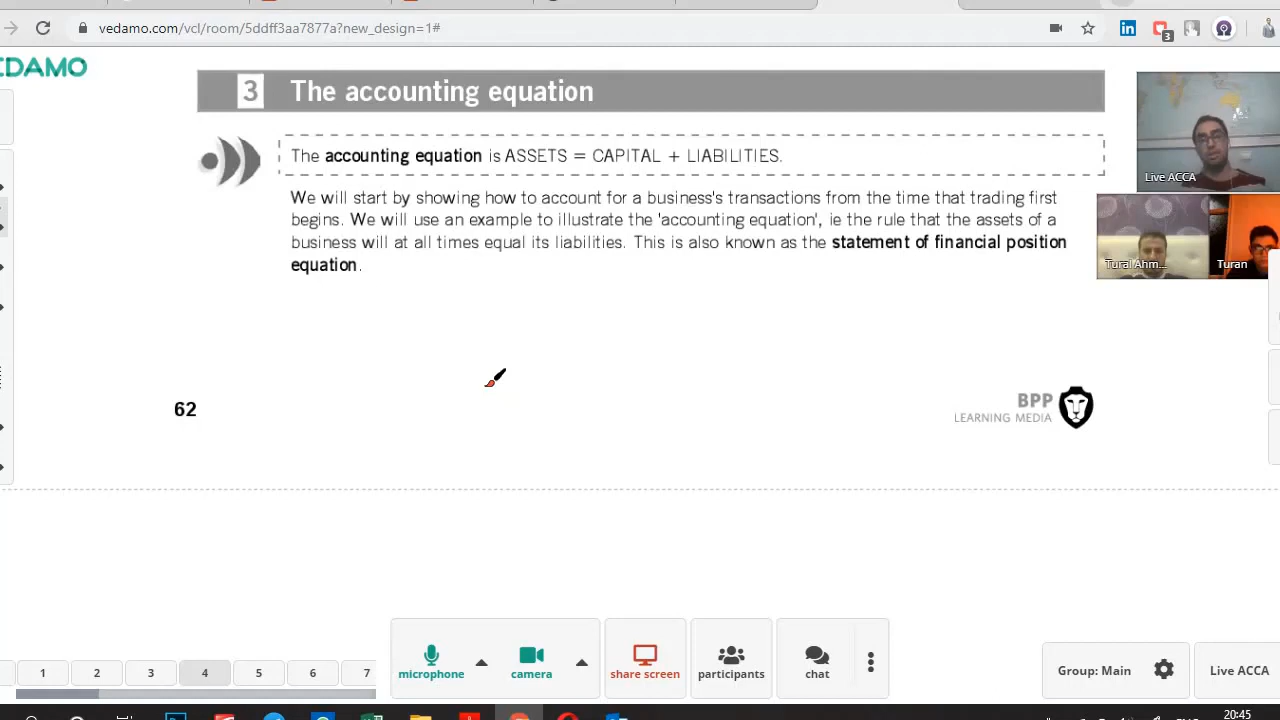 vedamo.com/vcl/room/5ddff3aa7877a?new_design=1#
3
EDAMO
3 The accounting equation
The accounting equation is ASSETS = CAPITAL + LIABILITIES.
We will start by showing how to account for a business's transactions from the time that trading first
begins. We will use an example to illustrate the 'accounting equation', ie the rule that the assets of a
business will at all times equal its liabilities. This is also known as the statement of financial position
equation.
Live ACCA
Tural Ahm...
Turan
62
BPP
LEARNING MEDIA
1 2 3 4 5 6 7
microphone
camera
share screen
participants
chat
Group: Main
Live ACCA
20:45